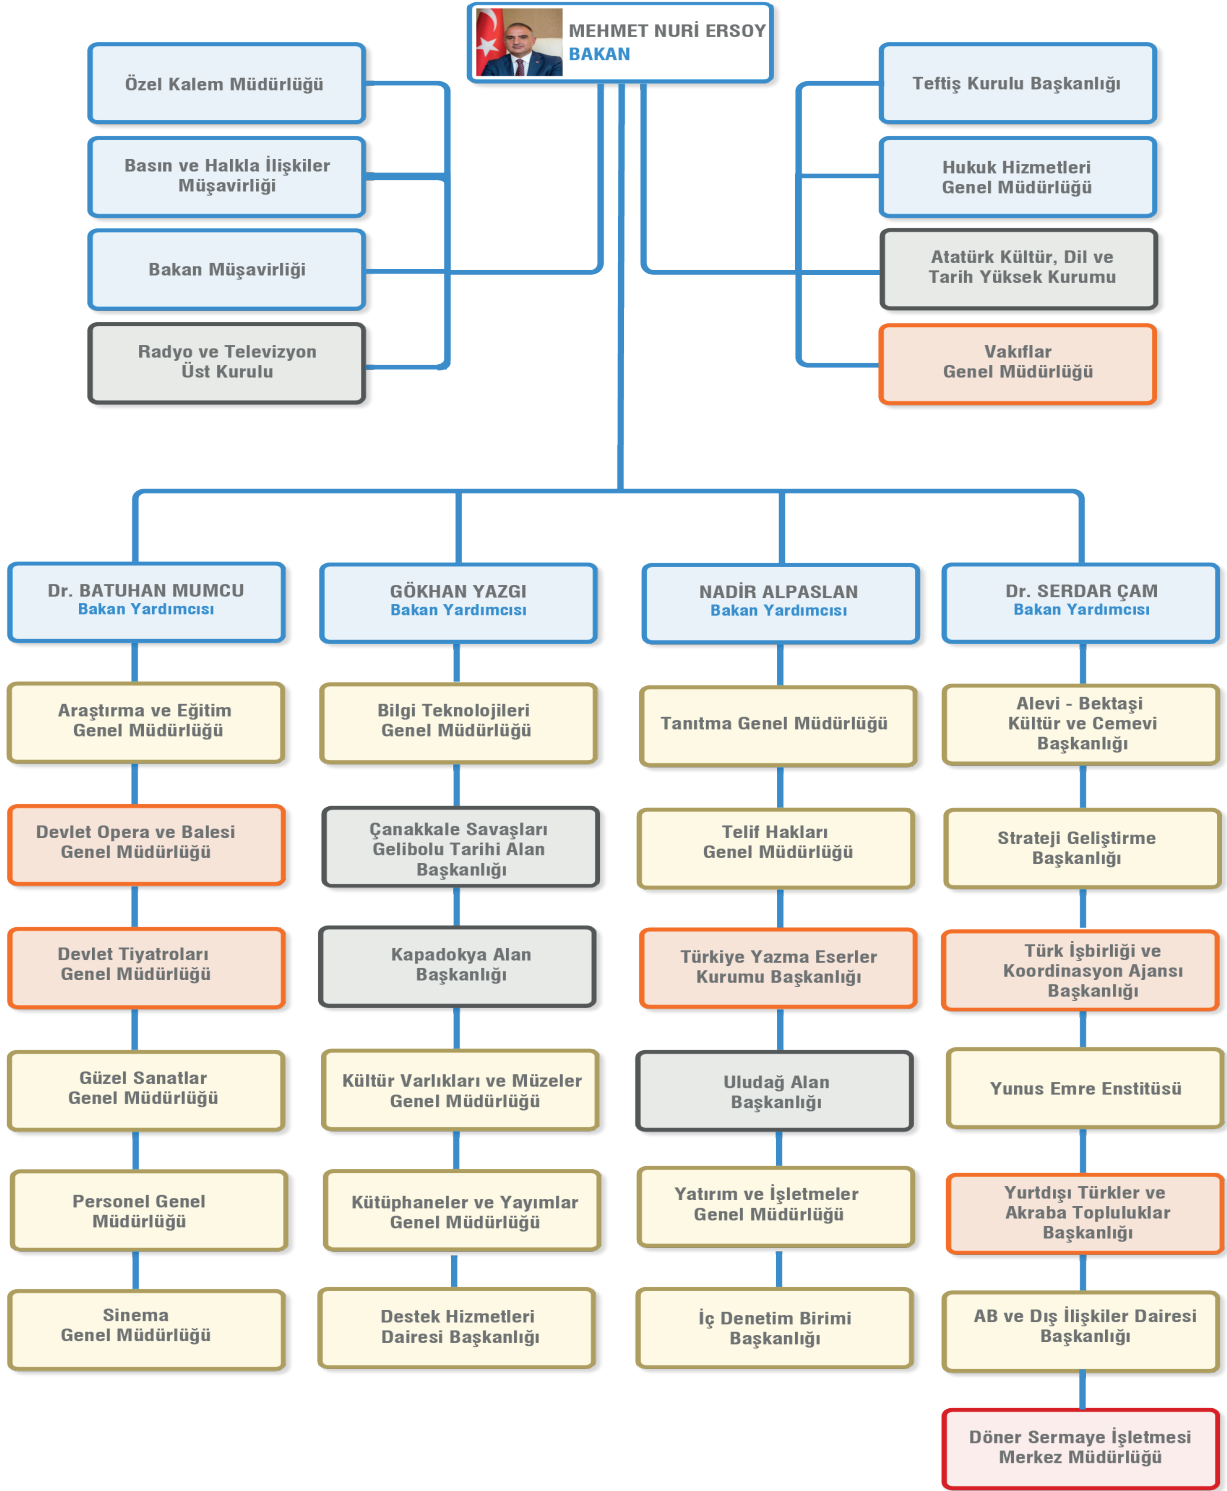 MEHMET NURİ ERSOY
BAKAN
Özel Kalem Müdürlüğü
Basın ve Halkla İlişkiler
Müşavirliği
Bakan Müşavirliği
Radyo ve Televizyon
Üst Kurulu
Teftiş Kurulu Başkanlığı
Hukuk Hizmetleri
Genel Müdürlüğü
Atatürk Kültür, Dil ve
Tarih Yüksek Kurumu
Vakıflar
Genel Müdürlüğü
Dr. BATUHAN MUMCU
Bakan Yardımcısı
Araştırma ve Eğitim
Genel Müdürlüğü
Devlet Opera ve Balesi
Genel Müdürlüğü
Devlet Tiyatroları
Genel Müdürlüğü
Güzel Sanatlar
Genel Müdürlüğü
Personel Genel
Müdürlüğü
Sinema
Genel Müdürlüğü
GÖKHAN YAZGI
Bakan Yardımcısı
Bilgi Teknolojileri
Genel Müdürlüğü
Çanakkale Savaşları
Gelibolu Tarihi Alan
Başkanlığı
Kapadokya Alan
Başkanlığı
Kültür Varlıkları ve Müzeler
Genel Müdürlüğü
Kütüphaneler ve Yayımlar
Genel Müdürlüğü
Destek Hizmetleri
Dairesi Başkanlığı
NADİR ALPASLAN
Bakan Yardımcısı
Tanıtma Genel Müdürlüğü
Telif Hakları
Genel Müdürlüğü
Türkiye Yazma Eserler
Kurumu Başkanlığı
Uludağ Alan
Başkanlığı
Yatırım ve İşletmeler
Genel Müdürlüğü
İç Denetim Birimi
Başkanlığı
Dr. SERDAR ÇAM
Bakan Yardımcısı
Alevi - Bektaşi
Kültür ve Cemevi
Başkanlığı
Strateji Geliştirme
Başkanlığı
Türk İşbirliği ve
Koordinasyon Ajansı
Başkanlığı
Yunus Emre Enstitüsü
Yurtdışı Türkler ve
Akraba Topluluklar
Başkanlığı
AB ve Dış İlişkiler Dairesi
Başkanlığı
Döner Sermaye İşletmesi
Merkez Müdürlüğü